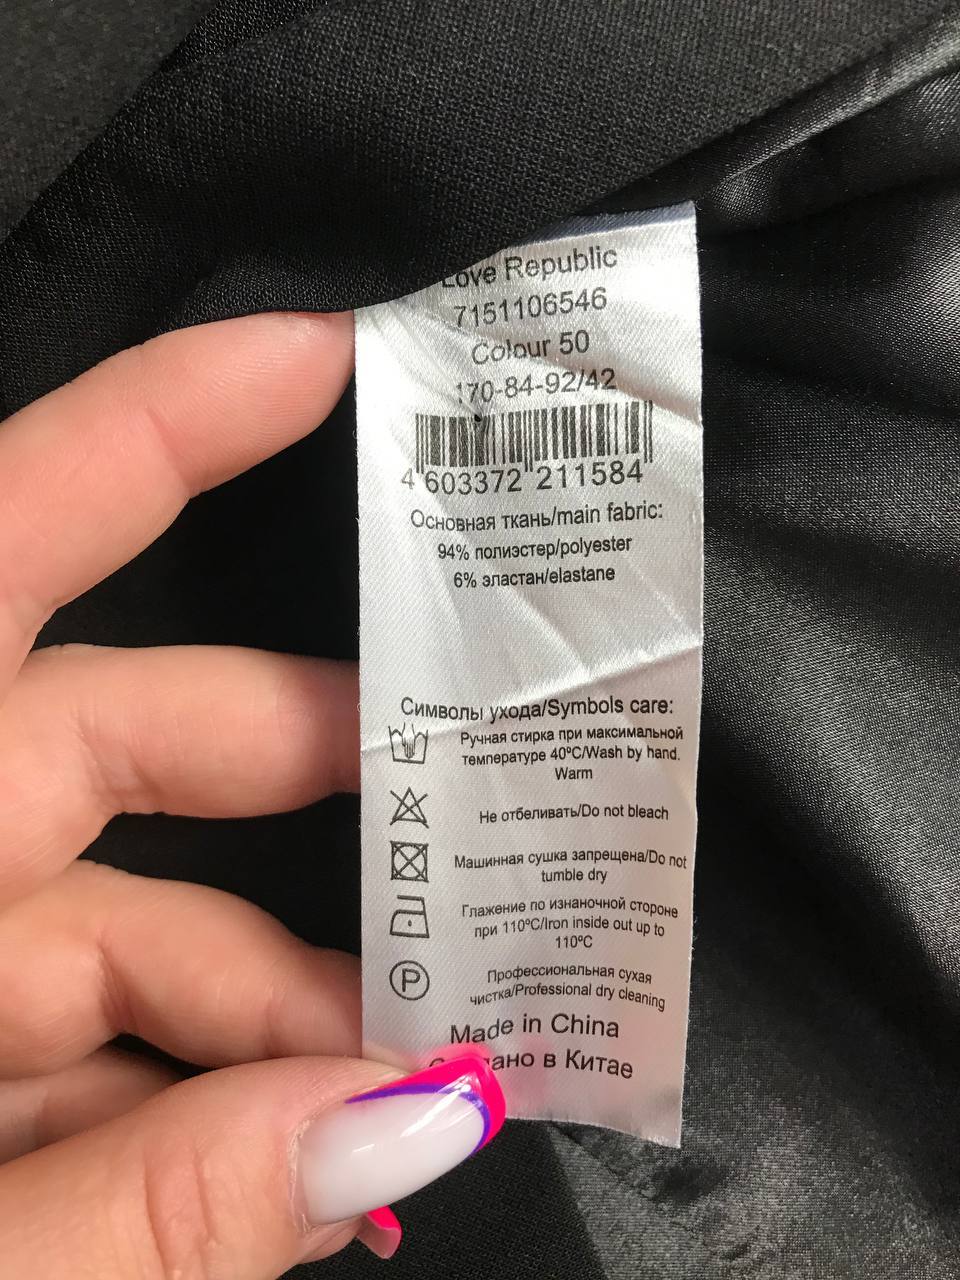 Love Republic
7151106546
Colour 50
170-84-92/42
4 603372 211584
Основная ткань/main fabric:
94% полиэстер/polyester
6% эластан/elastane
Символы ухода/Symbols care:
Ручная стирка при максимальной
температуре 40ºC/Wash by hand.
Warm
Не отбеливать/Do not bleach
Машинная сушка запрещена/Do not
tumble dry
Глажение по изнаночной стороне
при 110ºC/Iron inside out up to
110ºC
P
Профессиональная сухая
чистка/Professional dry cleaning
Made in China
в Китае